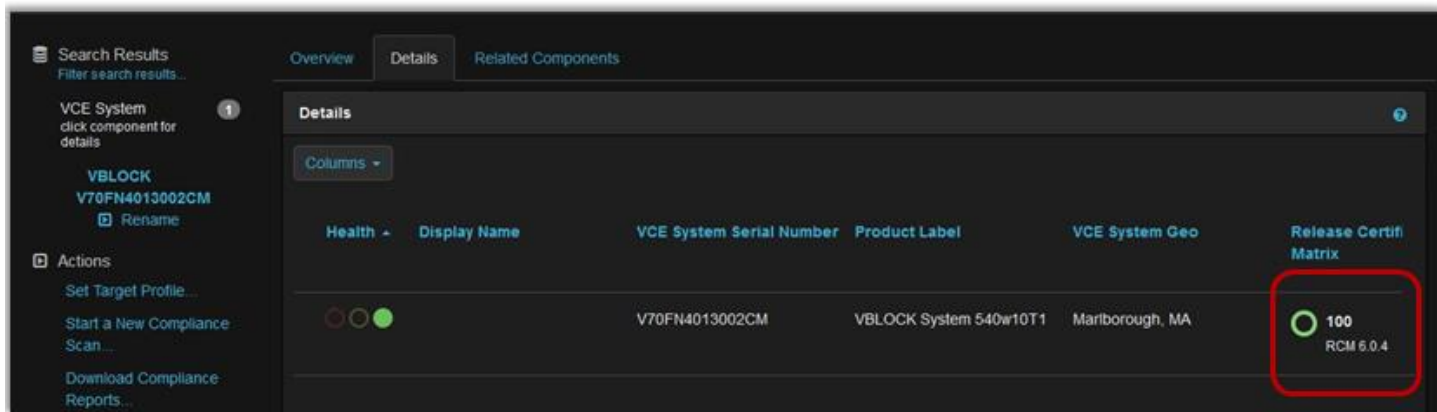 Search Results
Filter search results...
VCE System 1
click component for
details
VBLOCK
V70FN4013002CM
Rename
Actions
Set Target Profile...
Start a New Compliance
Scan...
Download Compliance
Reports...
Overview Details Related Components
Details
Columns
Health Display Name VCE System Serial Number Product Label VCE System Geo Release Certifi
Matrix
V70FN4013002CM VBLOCK System 540w10T1 Marlborough, MA 100
RCM 6.0.4